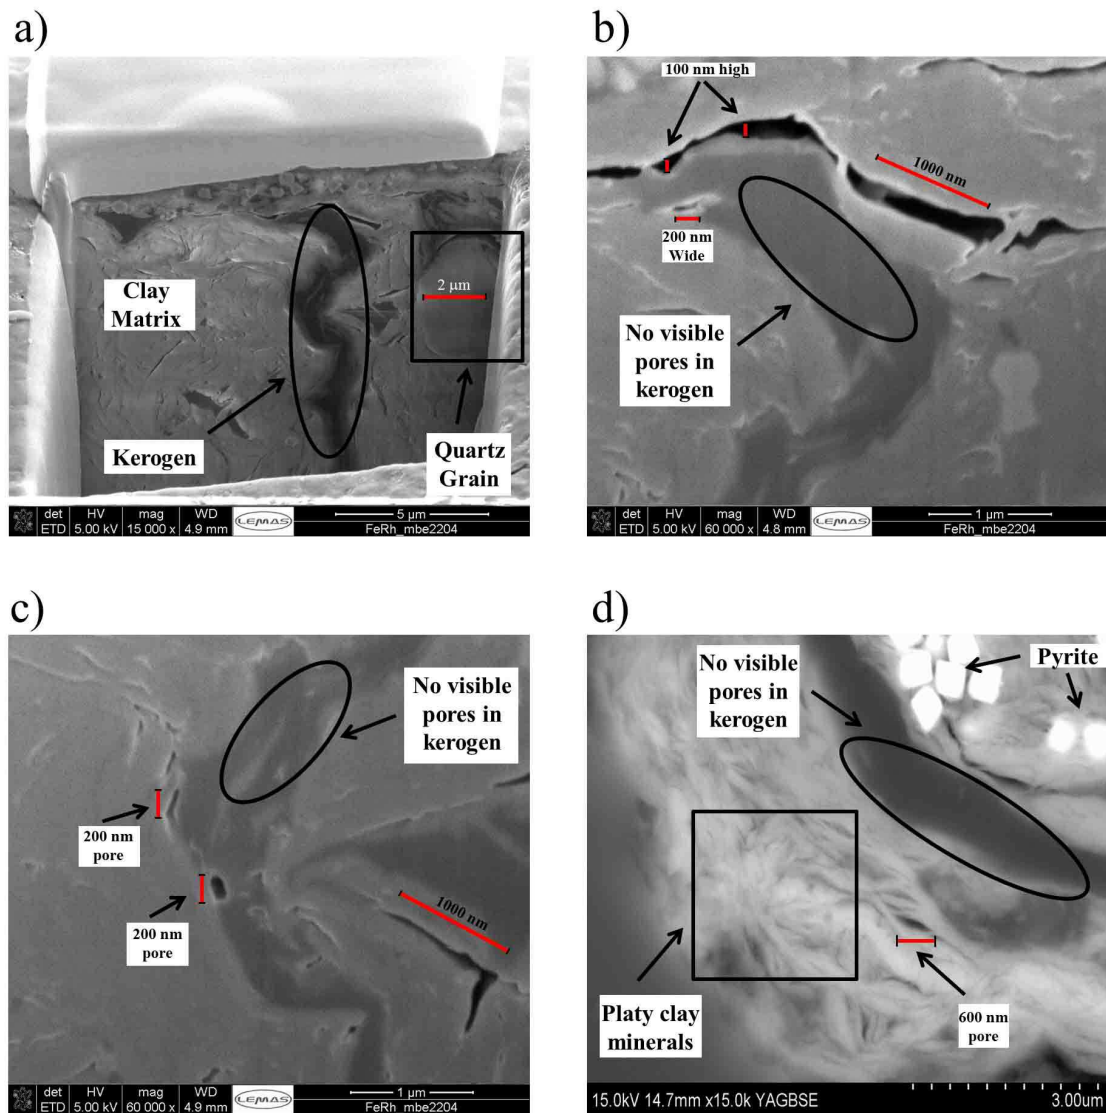 a)
Clay
Matrix
2 μm
Kerogen
Quartz
Grain
det HV mag WD
ETD 5.00 kV 15 000 x 4.9 mm
LEMAS
5 μm
FeRh_mbe2204
b)
100 nm high
1000 nm
200 nm
Wide
No visible
pores in
kerogen
det HV mag WD
ETD 5.00 kV 60 000 x 4.8 mm
LEMAS
1 μm
FeRh_mbe2204
c)
No visible
pores in
kerogen
200 nm
pore
200 nm
pore
1000 nm
det HV mag WD
ETD 5.00 kV 60 000 x 4.9 mm
LEMAS
1 μm
FeRh_mbe2204
d)
No visible
pores in
kerogen
Pyrite
Platy clay
minerals
600 nm
pore
15.0kV 14.7mm x15.0k YAGBSE
3.00um